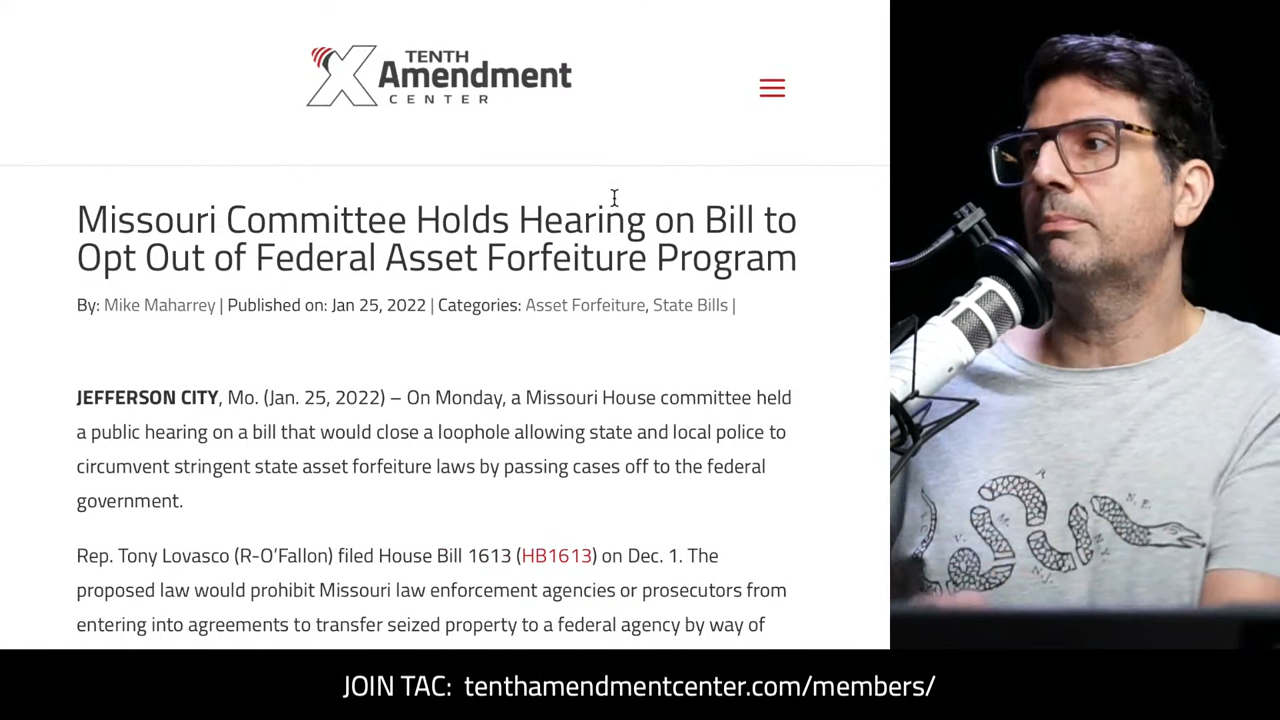 TENTH
Amendment
CENTER
Missouri Committee Holds Hearing on Bill to
Opt Out of Federal Asset Forfeiture Program
By: Mike Maharrey | Published on: Jan 25, 2022 | Categories: Asset Forfeiture, State Bills |
JEFFERSON CITY, Mo. (Jan. 25, 2022) – On Monday, a Missouri House committee held
a public hearing on a bill that would close a loophole allowing state and local police to
circumvent stringent state asset forfeiture laws by passing cases off to the federal
government.
Rep. Tony Lovasco (R-O’Fallon) filed House Bill 1613 (HB1613) on Dec. 1. The
proposed law would prohibit Missouri law enforcement agencies or prosecutors from
entering into agreements to transfer seized property to a federal agency by way of
R.
N.E.
M.
N.Y.
V.
N.J.
JOIN TAC: tenthamendmentcenter.com/members/